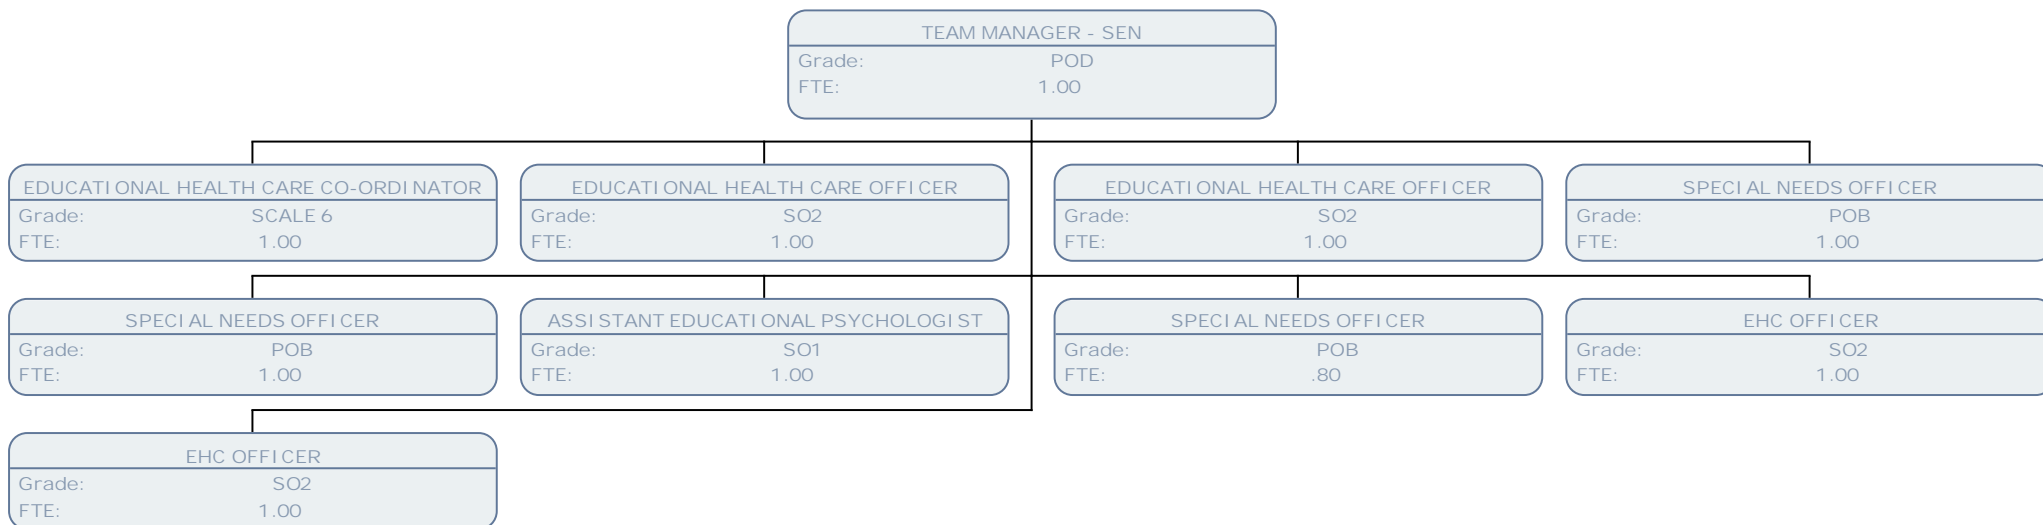 TEAM MANAGER - SEN
Grade: POD
FTE: 1.00
EDUCATIONAL HEALTH CARE CO-ORDINATOR
Grade: SCALE 6
FTE: 1.00
EDUCATIONAL HEALTH CARE OFFICER
Grade: SO2
FTE: 1.00
EDUCATIONAL HEALTH CARE OFFICER
Grade: SO2
FTE: 1.00
SPECIAL NEEDS OFFICER
Grade: POB
FTE: 1.00
SPECIAL NEEDS OFFICER
Grade: POB
FTE: 1.00
ASSISTANT EDUCATIONAL PSYCHOLOGIST
Grade: SO1
FTE: 1.00
SPECIAL NEEDS OFFICER
Grade: POB
FTE: .80
EHC OFFICER
Grade: SO2
FTE: 1.00
EHC OFFICER
Grade: SO2
FTE: 1.00